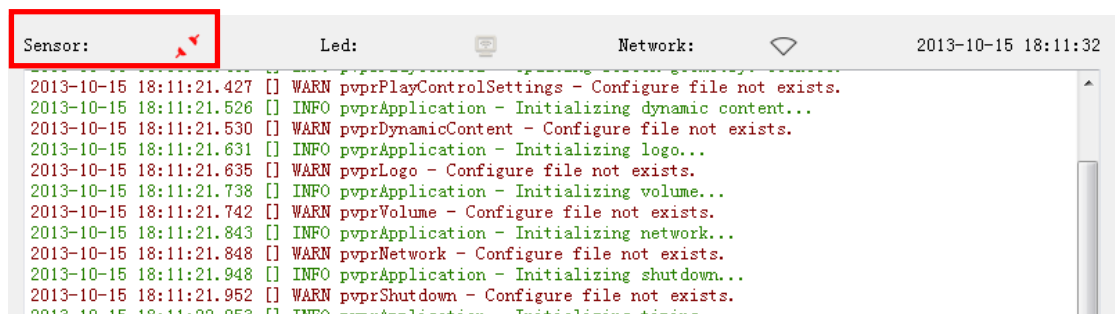 Sensor: Led: Network: 2013-10-15 18:11:32
2013-10-15 18:11:21.427 [] WARN pvprPlayControlSettings - Configure file not exists.
2013-10-15 18:11:21.526 [] INFO pvprApplication - Initializing dynamic content...
2013-10-15 18:11:21.530 [] WARN pvprDynamicContent - Configure file not exists.
2013-10-15 18:11:21.631 [] INFO pvprApplication - Initializing logo...
2013-10-15 18:11:21.635 [] WARN pvprLogo - Configure file not exists.
2013-10-15 18:11:21.738 [] INFO pvprApplication - Initializing volume...
2013-10-15 18:11:21.742 [] WARN pvprVolume - Configure file not exists.
2013-10-15 18:11:21.843 [] INFO pvprApplication - Initializing network...
2013-10-15 18:11:21.848 [] WARN pvprNetwork - Configure file not exists.
2013-10-15 18:11:21.948 [] INFO pvprApplication - Initializing shutdown...
2013-10-15 18:11:21.952 [] WARN pvprShutdown - Configure file not exists.